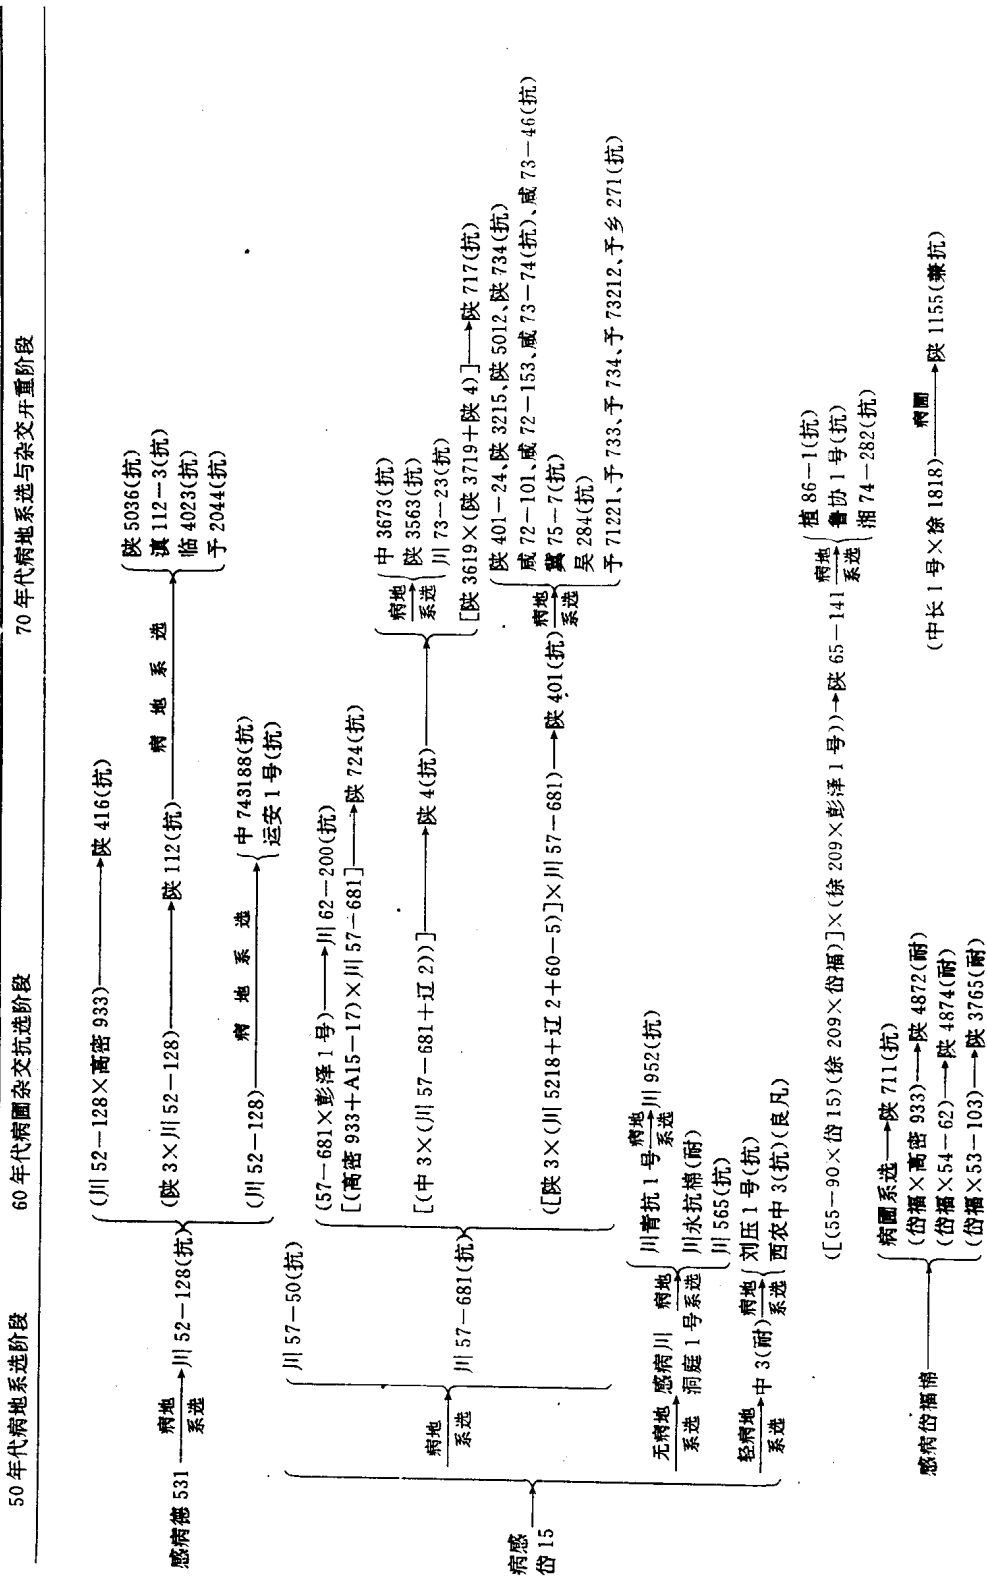 50 年代病地系选阶段 60 年代病圃杂交抗选阶段 70 年代病地系选与杂交并重阶段
(川 52-128×高密 933)→陕 416(抗)
感病德 531 病地系选→川 52-128(抗)
(陕 3×川 52-128)→陕 112(抗) 病地系选→
陕 5036(抗)
滇 112-3(抗)
临 4023(抗)
予 2044(抗)
(川 52-128) 病地系选→
中 743188(抗)
运安 1 号(抗)
病感
岱 15
病地
系选
川 57-50(抗)
川 57-681(抗)
(57-681×彭泽 1 号)→川 62-200(抗)
[(高密 933+A15-17)×川 57-681]→陕 724(抗)
[(中 3×(川 57-681+辽 2))]→陕 4(抗)
病地
系选
中 3673(抗)
陕 3563(抗)
川 73-23(抗)
[陕 3619×(陕 3719+陕 4)]→陕 717(抗)
([陕 3×(川 5218+辽 2+60-5)]×川 57-681)→陕 401(抗)
病地
系选
陕 401-24、陕 3215、陕 5012、陕 734(抗)
咸 72-101、咸 72-153、咸 73-74(抗)、咸 73-46(抗)
冀 75-7(抗)
吴 284(抗)
予 71221、予 733、予 734、予 73212、予乡 271(抗)
无病地
系选
感病川
洞庭 1 号
病地
系选
川青抗 1 号 病地系选→川 952(抗)
川永抗棉(耐)
川 565(抗)
轻病地
系选
中 3(耐)
病地
系选
刘压 1 号(抗)
西农中 3(抗)(良凡)
([(55-90×岱 15)(徐 209×岱福)]×(徐 209×彭泽 1 号))→陕 65-141
病地
系选
植 86-1(抗)
鲁协 1 号(抗)
湘 74-282(抗)
感病岱福棉
病圃系选→陕 711(抗)
(岱福×高密 933)→陕 4872(耐)
(岱福×54-62)→陕 4874(耐)
(岱福×53-103)→陕 3765(耐)
(中长 1 号×徐 1818) 病圃→陕 1155(兼抗)